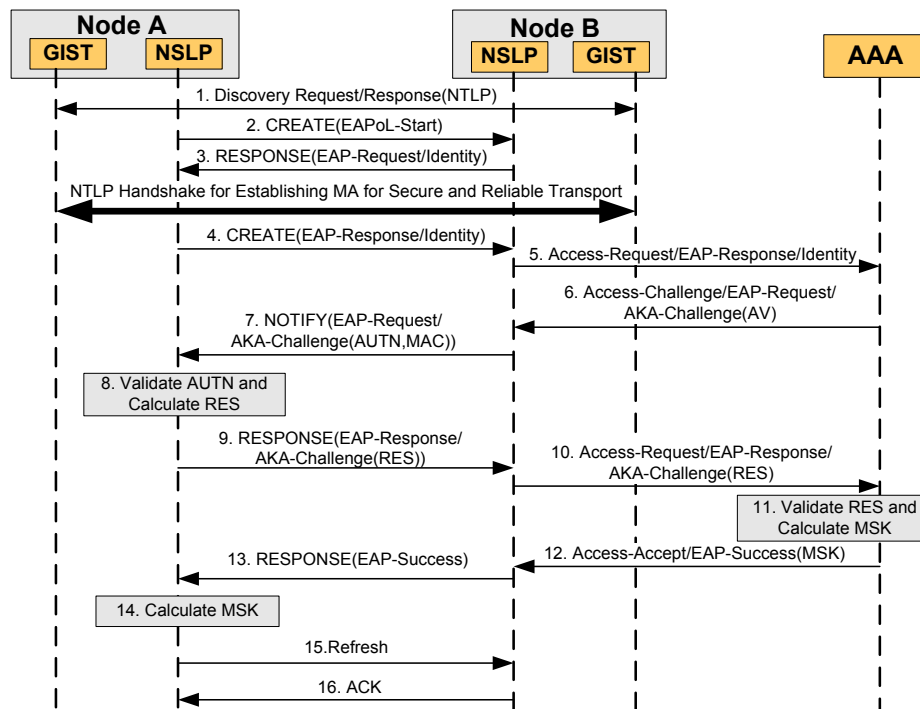 Node A
Node B
GIST
NSLP
NSLP
GIST
AAA
1. Discovery Request/Response(NTLP)
2. CREATE(EAPoL-Start)
3. RESPONSE(EAP-Request/Identity)
NTLP Handshake for Establishing MA for Secure and Reliable Transport
4. CREATE(EAP-Response/Identity)
5. Access-Request/EAP-Response/Identity
6. Access-Challenge/EAP-Request/
AKA-Challenge(AV)
7. NOTIFY(EAP-Request/
AKA-Challenge(AUTN,MAC))
8. Validate AUTN and
Calculate RES
9. RESPONSE(EAP-Response/
AKA-Challenge(RES))
10. Access-Request/EAP-Response/
AKA-Challenge(RES)
11. Validate RES and
Calculate MSK
12. Access-Accept/EAP-Success(MSK)
13. RESPONSE(EAP-Success)
14. Calculate MSK
15.Refresh
16. ACK